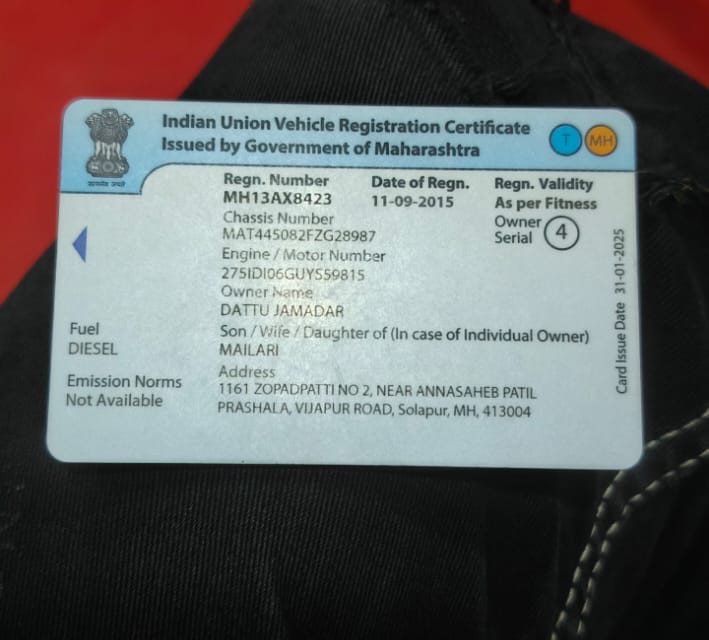 Indian Union Vehicle Registration Certificate
Issued by Government of Maharashtra
T MH
सत्यमेव जयते
Regn. Number Date of Regn. Regn. Validity
MH13AX8423 11-09-2015 As per Fitness
Chassis Number Owner
MAT445082FZG28987 Serial 4
Engine / Motor Number
275IDI06GUYS59815
Owner Name
DATTU JAMADAR
Fuel Son / Wife / Daughter of (In case of Individual Owner)
DIESEL MAILARI
Emission Norms Address
Not Available 1161 ZOPADPATTI NO 2, NEAR ANNASAHEB PATIL
PRASHALA, VIJAPUR ROAD, Solapur, MH, 413004
Card Issue Date 31-01-2025